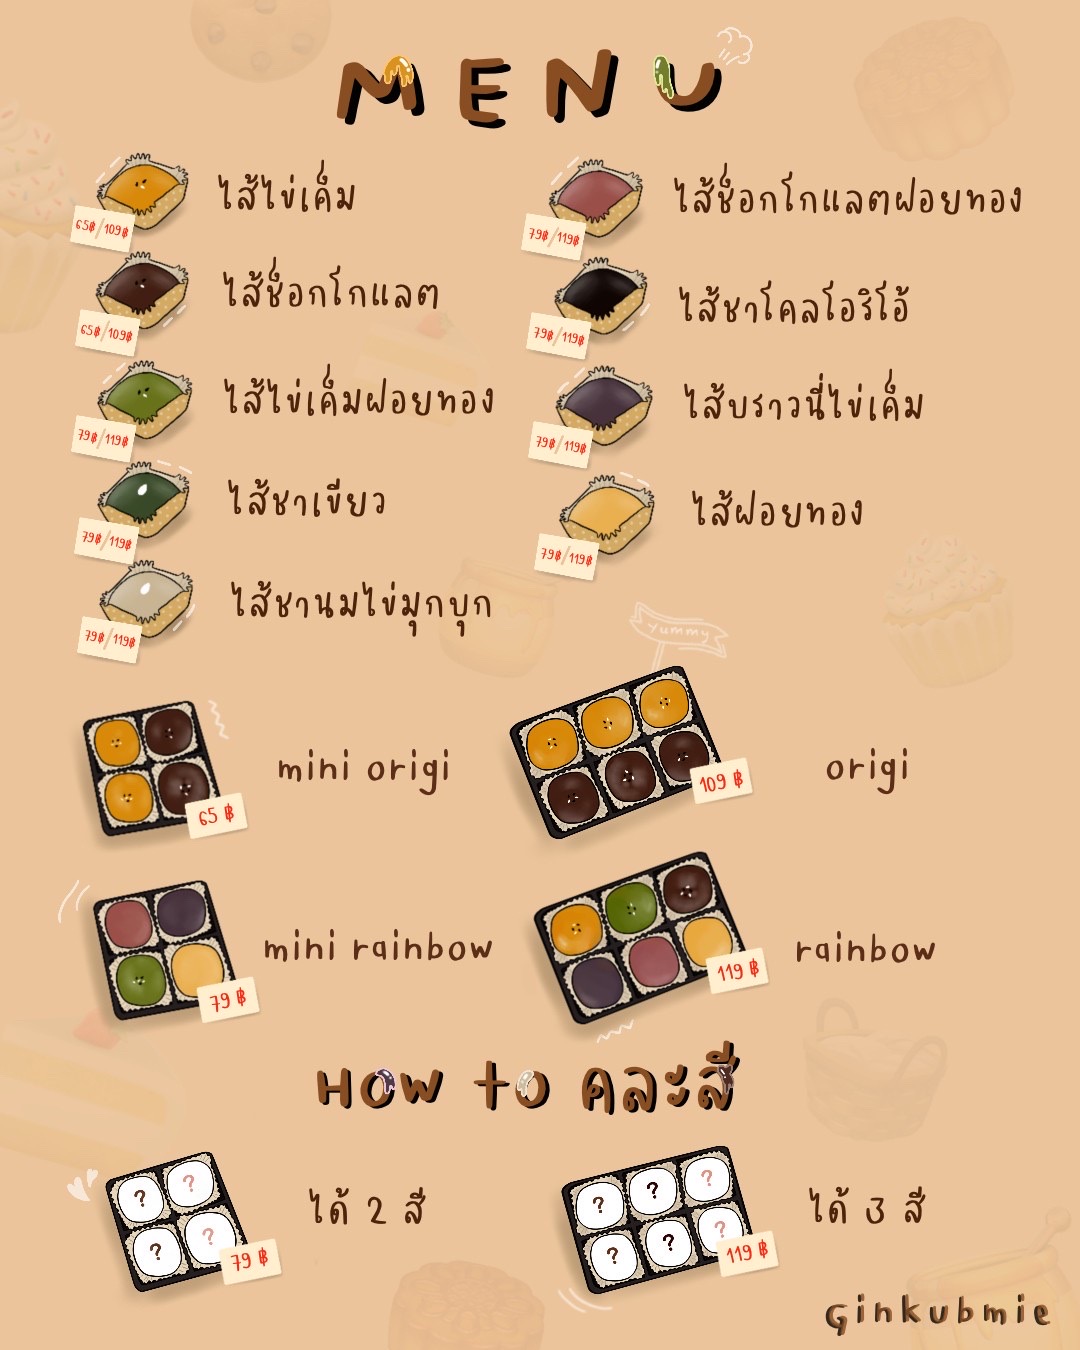 MENU
ไส้ไข่เค็ม
65฿/109฿
ไส้ช็อกโกแลต
65฿/109฿
ไส้ไข่เค็มฝอยทอง
79฿/119฿
ไส้ชาเขียว
79฿/119฿
ไส้ชานมไข่มุกบุก
79฿/119฿
ไส้ช็อกโกแลตฝอยทอง
79฿/119฿
ไส้ชาโคลโอริโอ้
79฿/119฿
ไส้บราวนี่ไข่เค็ม
79฿/119฿
ไส้ฝอยทอง
79฿/119฿
Yummy
mini origi
65 ฿
origi
109 ฿
mini rainbow
79 ฿
rainbow
119 ฿
How to คละสี
? ?
? ?
ได้ 2 สี
79 ฿
? ? ?
? ? ?
ได้ 3 สี
119 ฿
Ginkubmie